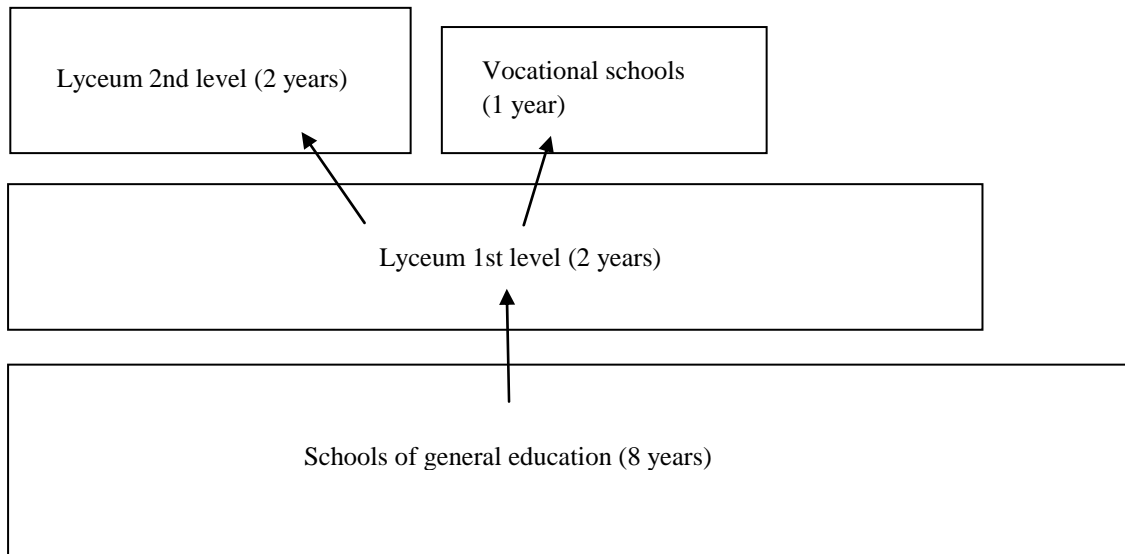 Lyceum 2nd level (2 years)
Vocational schools
(1 year)
Lyceum 1st level (2 years)
Schools of general education (8 years)